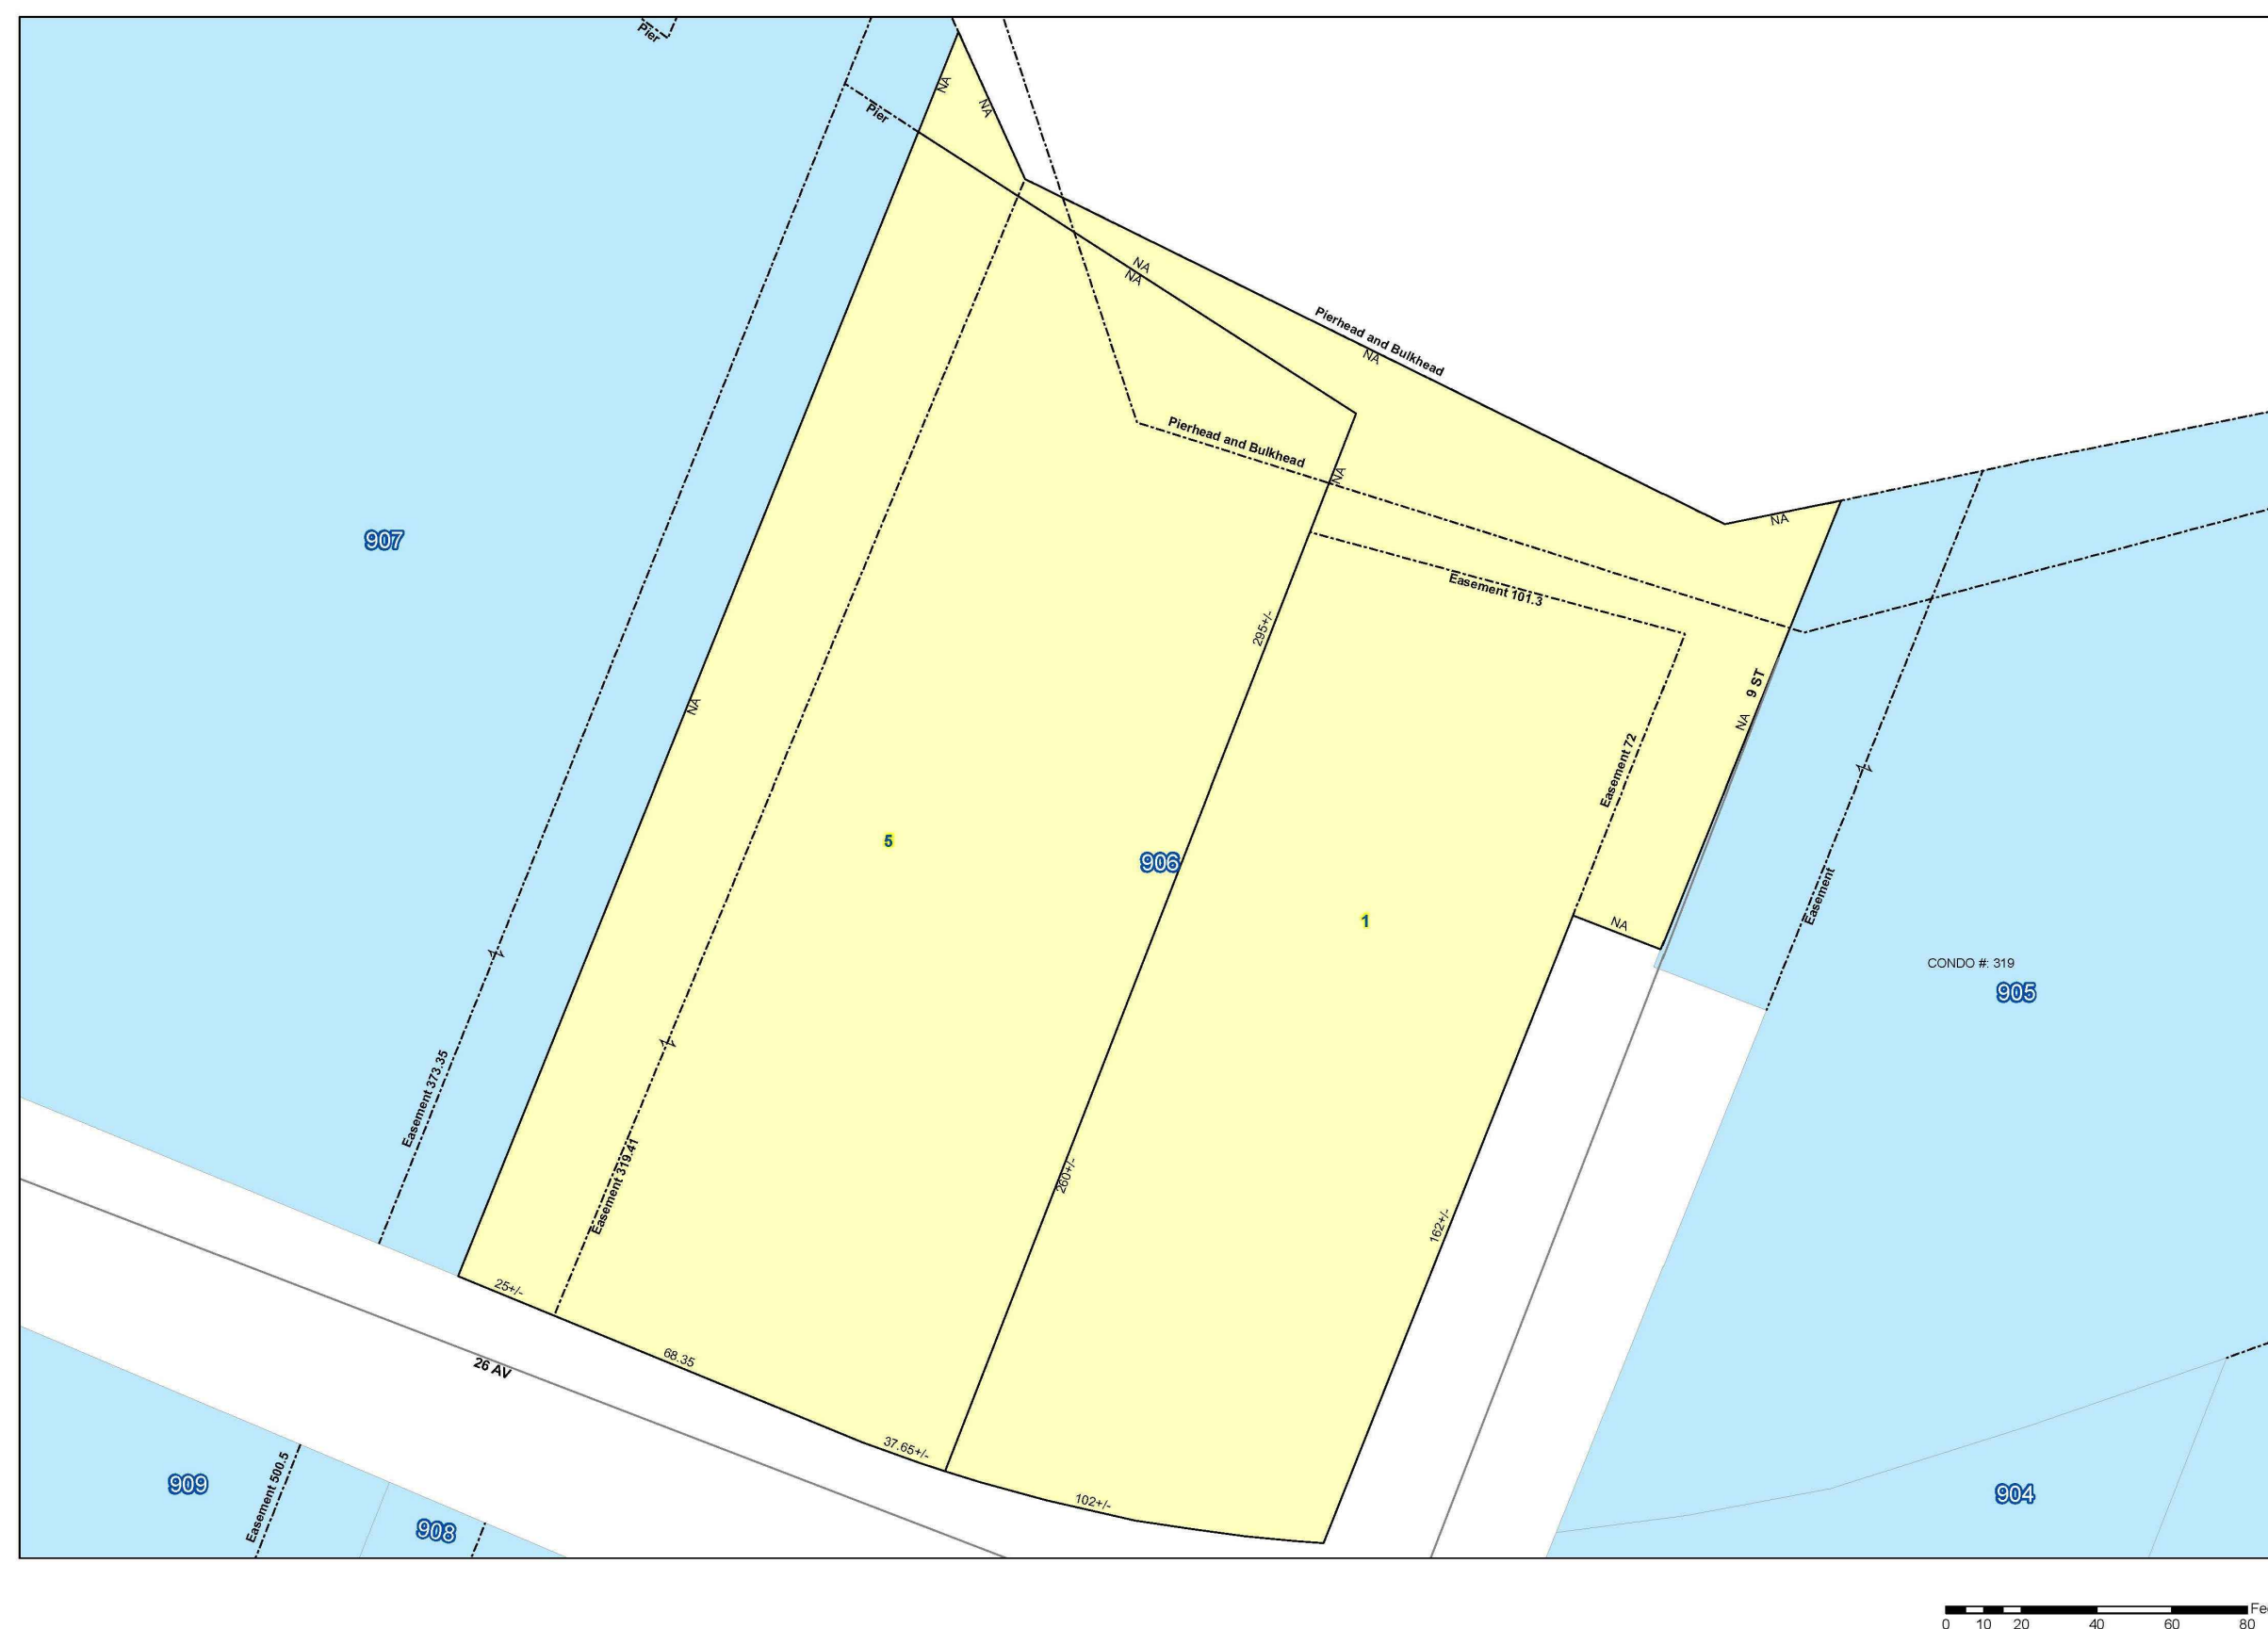 Pier
NA
NA
Pier
NA
NA
Pierhead and Bulkhead
NA
Pierhead and Bulkhead
NA
NA
907
Easement 101.3
295+/-
9 ST
NA
NA
Easement 72
5
906
1
NA
Easement
CONDO #: 319
905
Easement 373.35
Easement 319.41
260+/-
162+/-
25+/-
68.35
26 AV
37.65+/-
102+/-
909
Easement 500.5
908
904
0 10 20 40 60 80